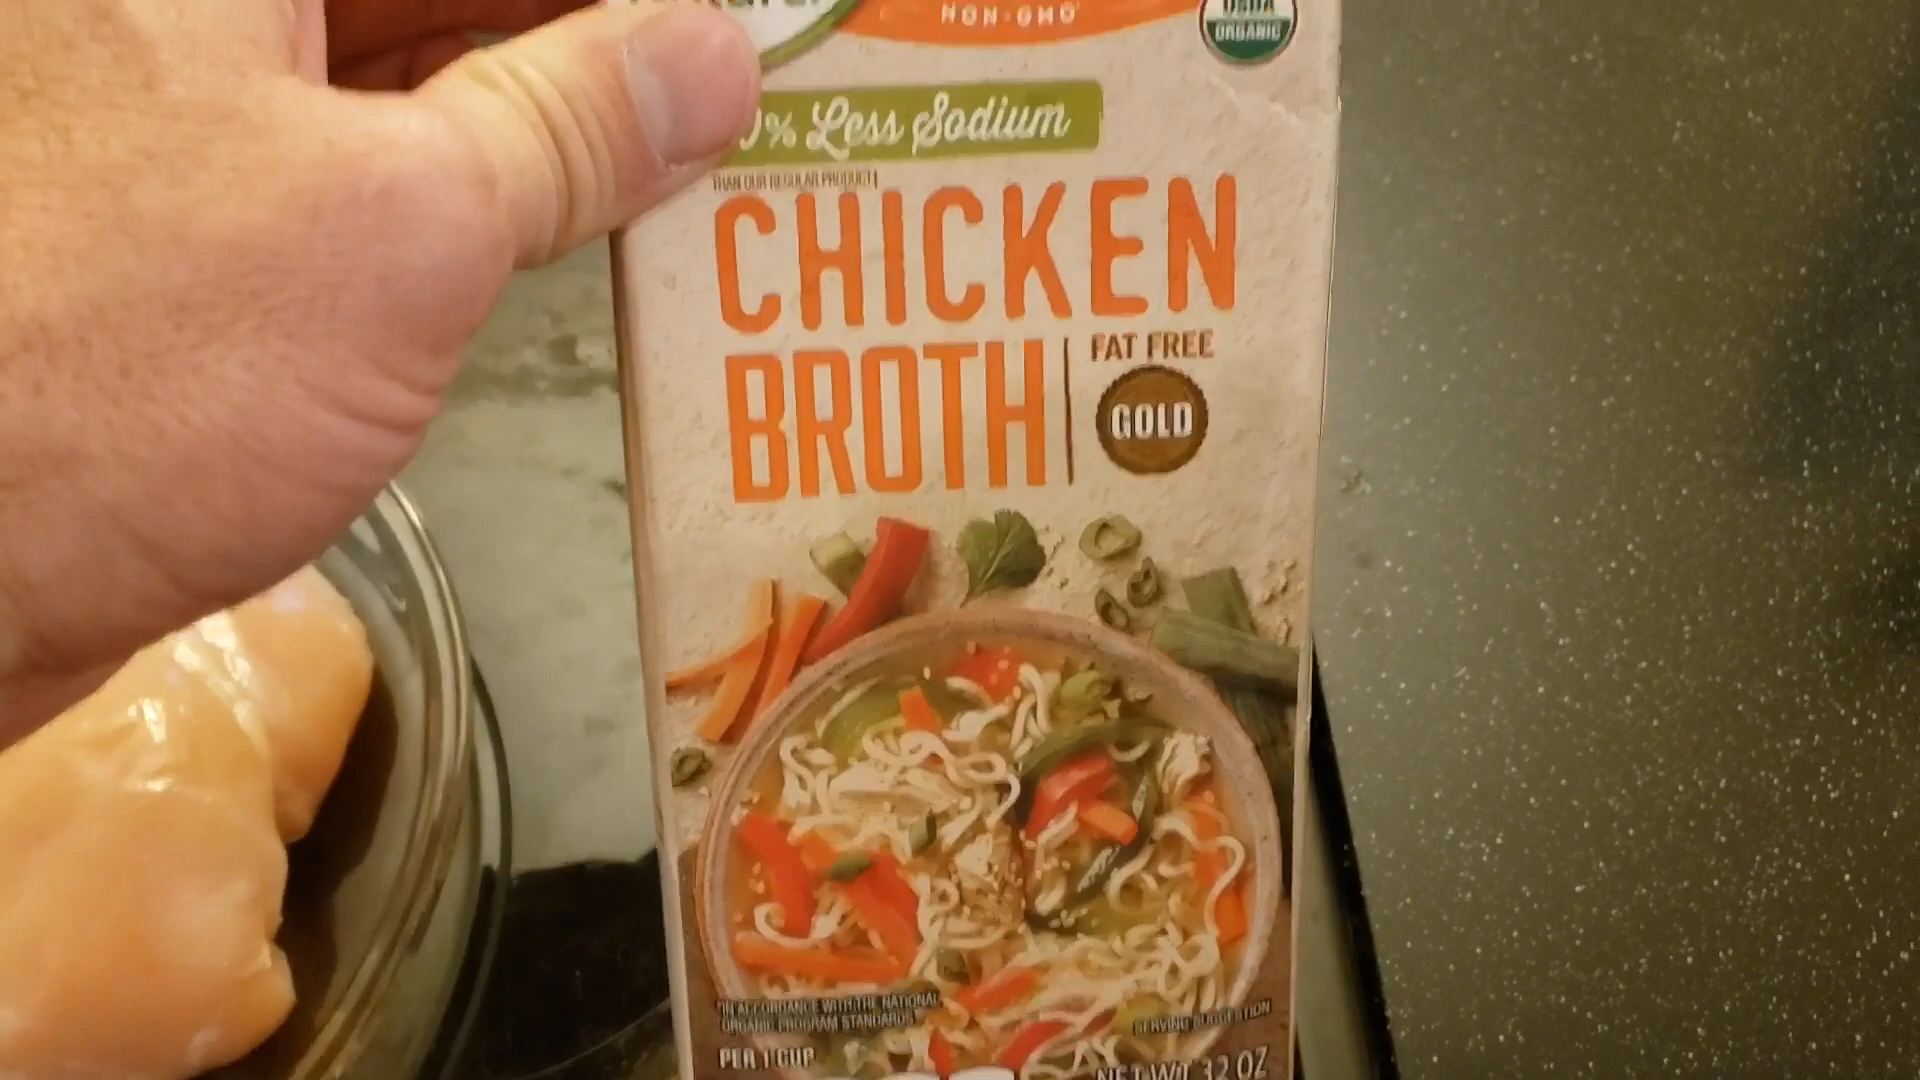 NON-GMO
USDA
ORGANIC
% Less Sodium
THAN OUR REGULAR PRODUCT
CHICKEN
BROTH
FAT FREE
GOLD
*IN ACCORDANCE WITH THE NATIONAL
ORGANIC PROGRAM STANDARDS
SERVING SUGGESTION
PER 1 CUP
NET WT 32 OZ